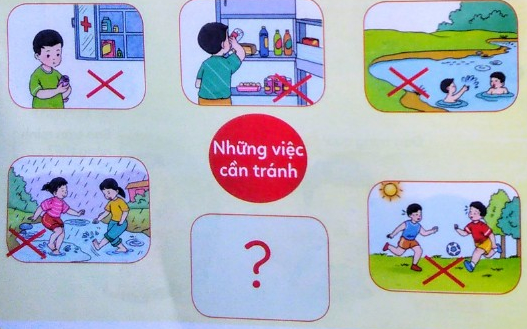 Những việc
cần tránh
?